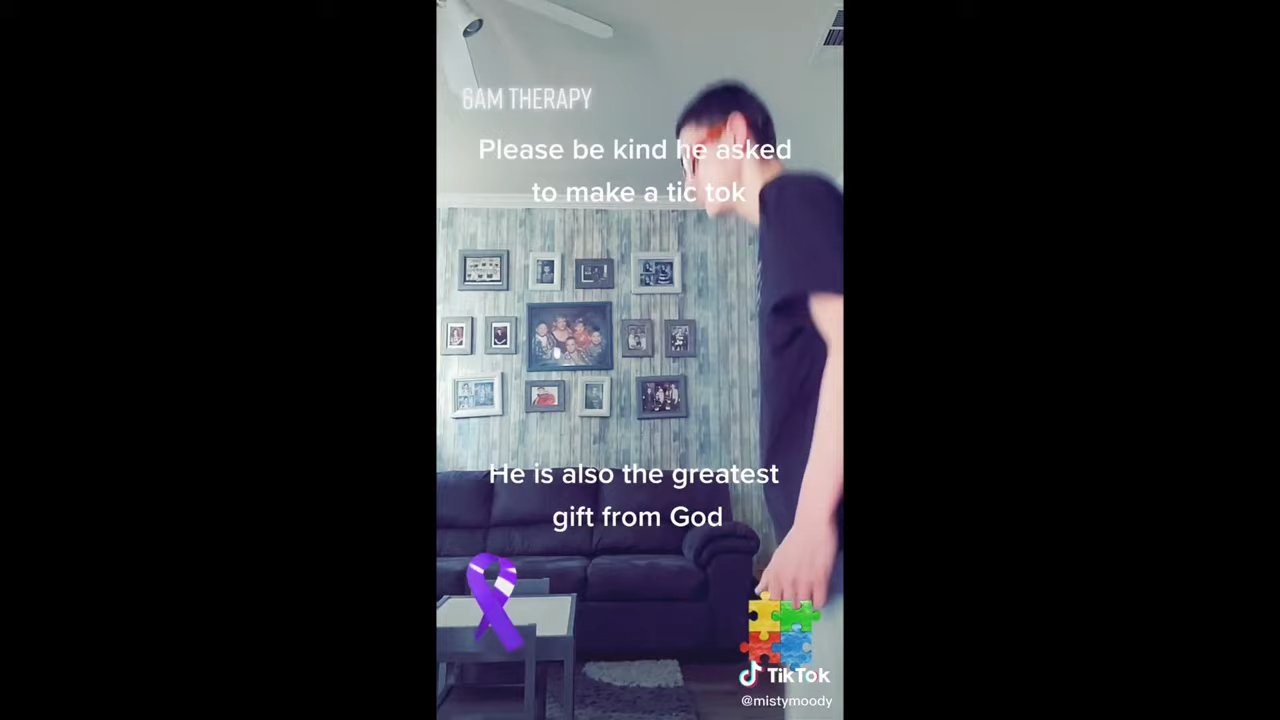 6AM THERAPY
Please be kind he asked
to make a tic tok
He is also the greatest
gift from God
TikTok
@mistymoody